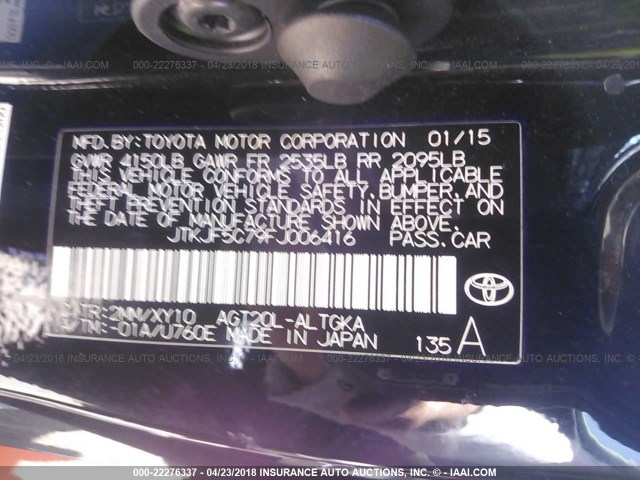 000-22276337 - 04/23/2018 INSURANCE AUTO AUCTIONS, INC. - IAAI.COM
MFD.BY:TOYOTA MOTOR CORPORATION 01/15
GVWR 4150LB GAWR FR 2535LB RR 2095LB
THIS VEHICLE CONFORMS TO ALL APPLICABLE
FEDERAL MOTOR VEHICLE SAFETY, BUMPER, AND
THEFT PREVENTION STANDARDS IN EFFECT ON
THE DATE OF MANUFACTURE SHOWN ABOVE.
JTKJF5C79FJ006416 PASS.CAR
/TR:2MM/XY10 AGT20L-ALTGKA
/TM:-01A/U760E MADE IN JAPAN 135 A
000-22276337 - 04/23/2018 INSURANCE AUTO AUCTIONS, INC. - IAAI.COM